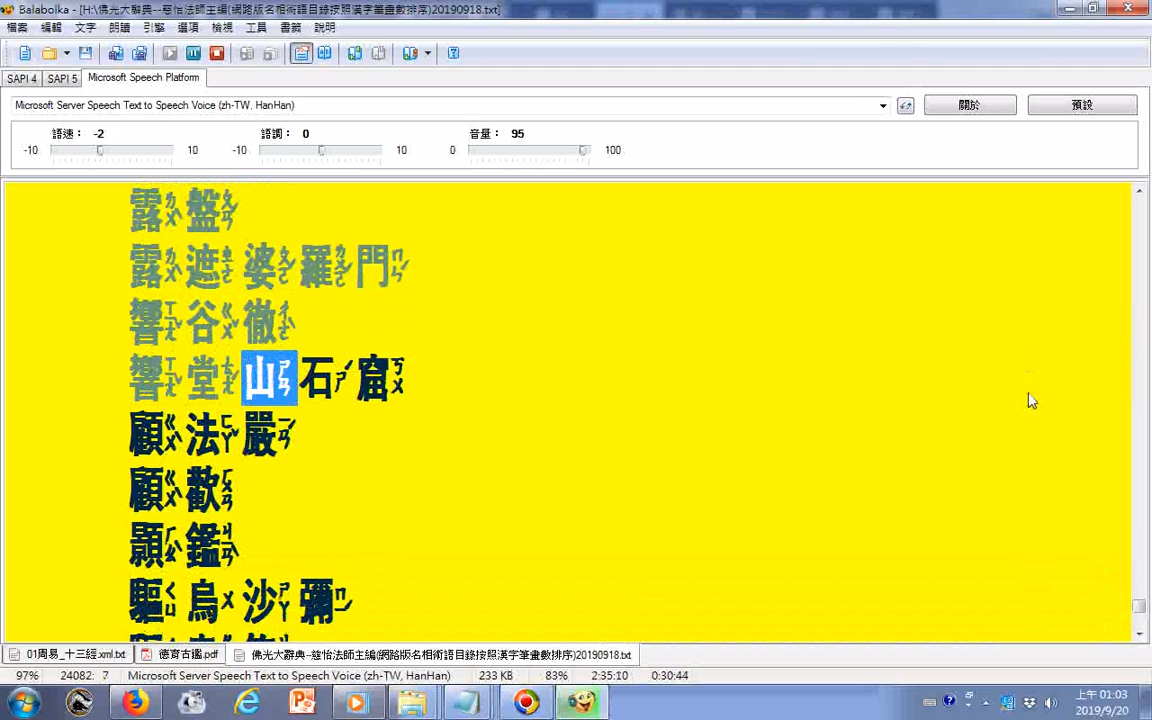 Balabolka - [H:\佛光大辭典--慈怡法師主編(網路版名相術語目錄按照漢字筆畫數排序)20190918.txt]
檔案 編輯 文字 朗讀 引擎 選項 檢視 工具 書籤 說明
SAPI 4 SAPI 5 Microsoft Speech Platform
Microsoft Server Speech Text to Speech Voice (zh-TW, HanHan) 關於 預設
語速： -2 語調： 0 音量： 95
-10 10 -10 10 0 100
露盤
露遮婆羅門
響谷徹
響堂山石窟
顧法嚴
顧歡
顥鑑
驅烏沙彌
01周易_十三經.xml.txt 德育古鑑.pdf 佛光大辭典--慈怡法師主編(網路版名相術語目錄按照漢字筆畫數排序)20190918.txt
97% 24082: 7 Microsoft Server Speech Text to Speech Voice (zh-TW, HanHan) 233 KB 83% 2:35:10 0:30:44
上午 01:03
2019/9/20